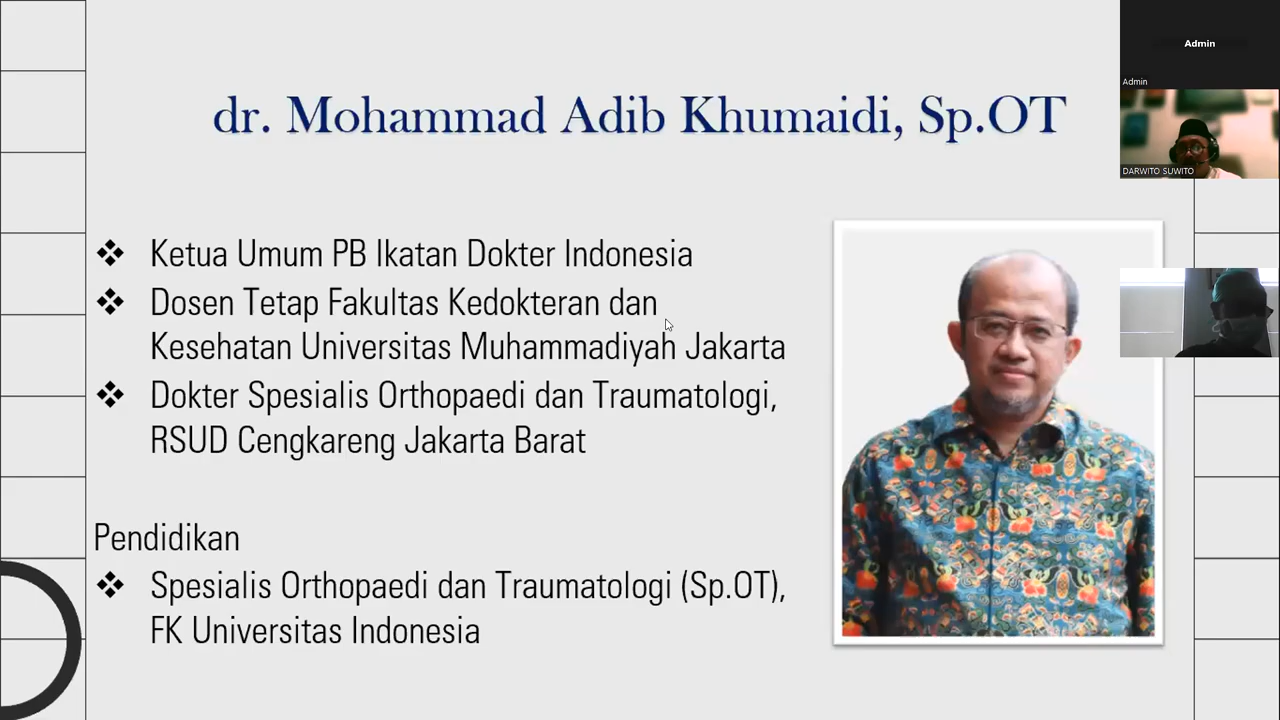 dr. Mohammad Adib Khumaidi, Sp.OT
Ketua Umum PB Ikatan Dokter Indonesia
Dosen Tetap Fakultas Kedokteran dan
Kesehatan Universitas Muhammadiyah Jakarta
Dokter Spesialis Orthopaedi dan Traumatologi,
RSUD Cengkareng Jakarta Barat
Pendidikan
Spesialis Orthopaedi dan Traumatologi (Sp.OT),
FK Universitas Indonesia
Admin
Admin
DARWITO SUWITO